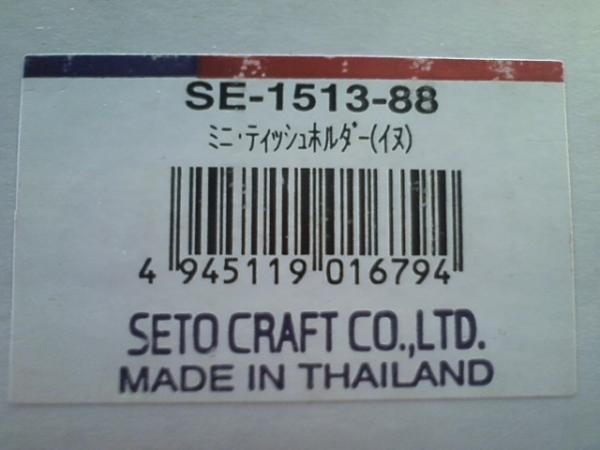 SE-1513-88
ミニ・ティッシュホルダー(イヌ)
4 945119 016794
SETO CRAFT CO.,LTD.
MADE IN THAILAND